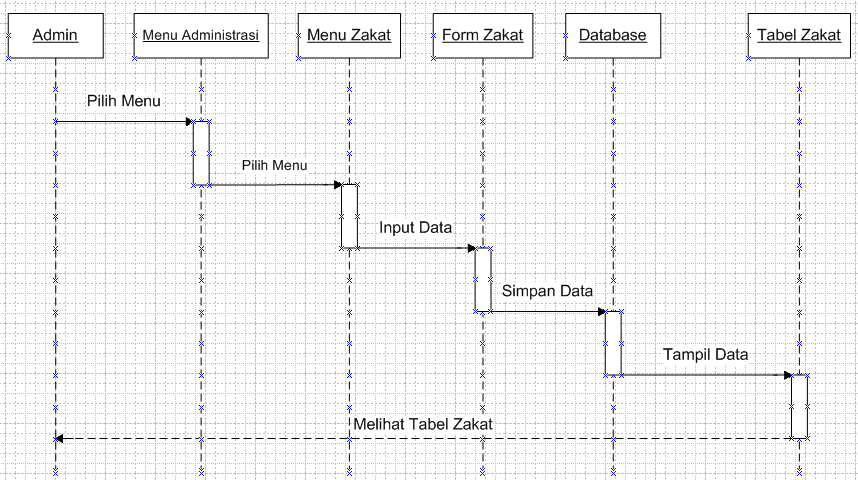 Admin
Menu Administrasi
Menu Zakat
Form Zakat
Database
Tabel Zakat
Pilih Menu
Pilih Menu
Input Data
Simpan Data
Tampil Data
Melihat Tabel Zakat